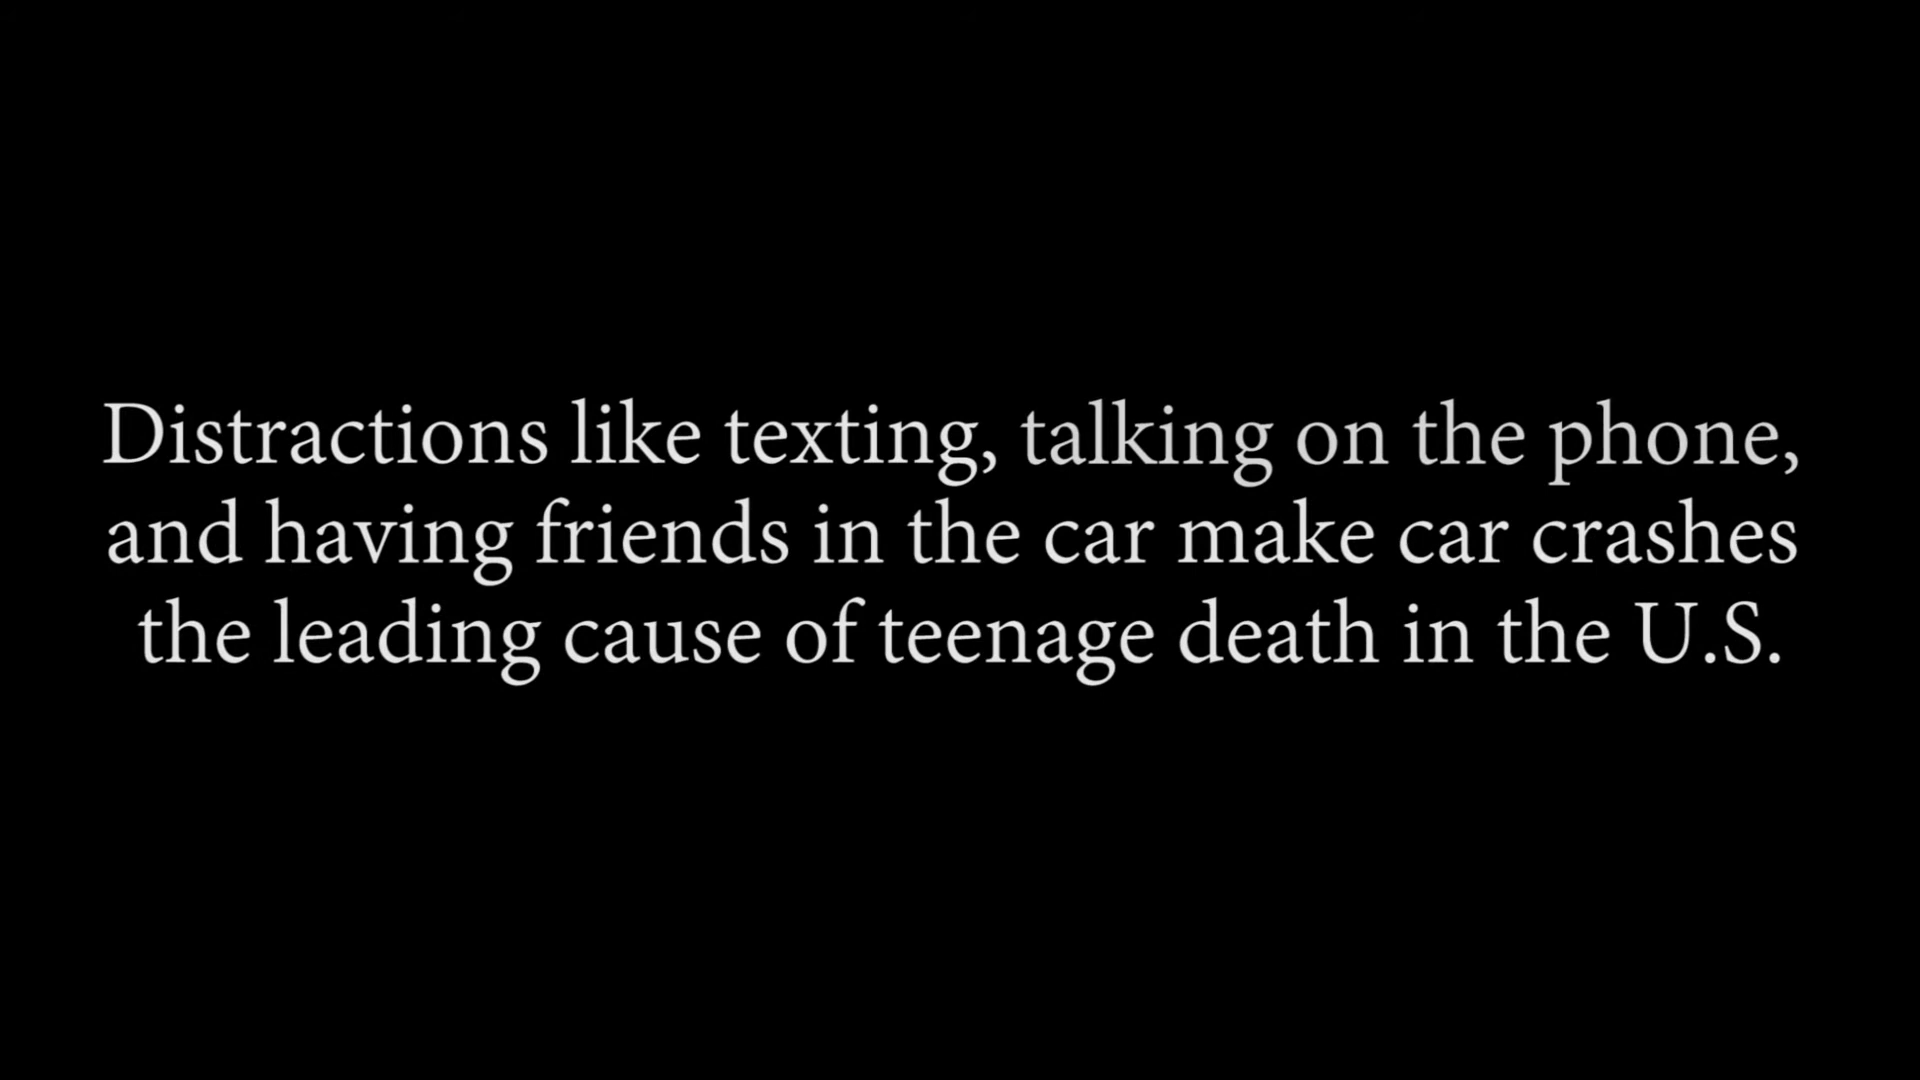 Distractions like texting, talking on the phone,
and having friends in the car make car crashes
the leading cause of teenage death in the U.S.